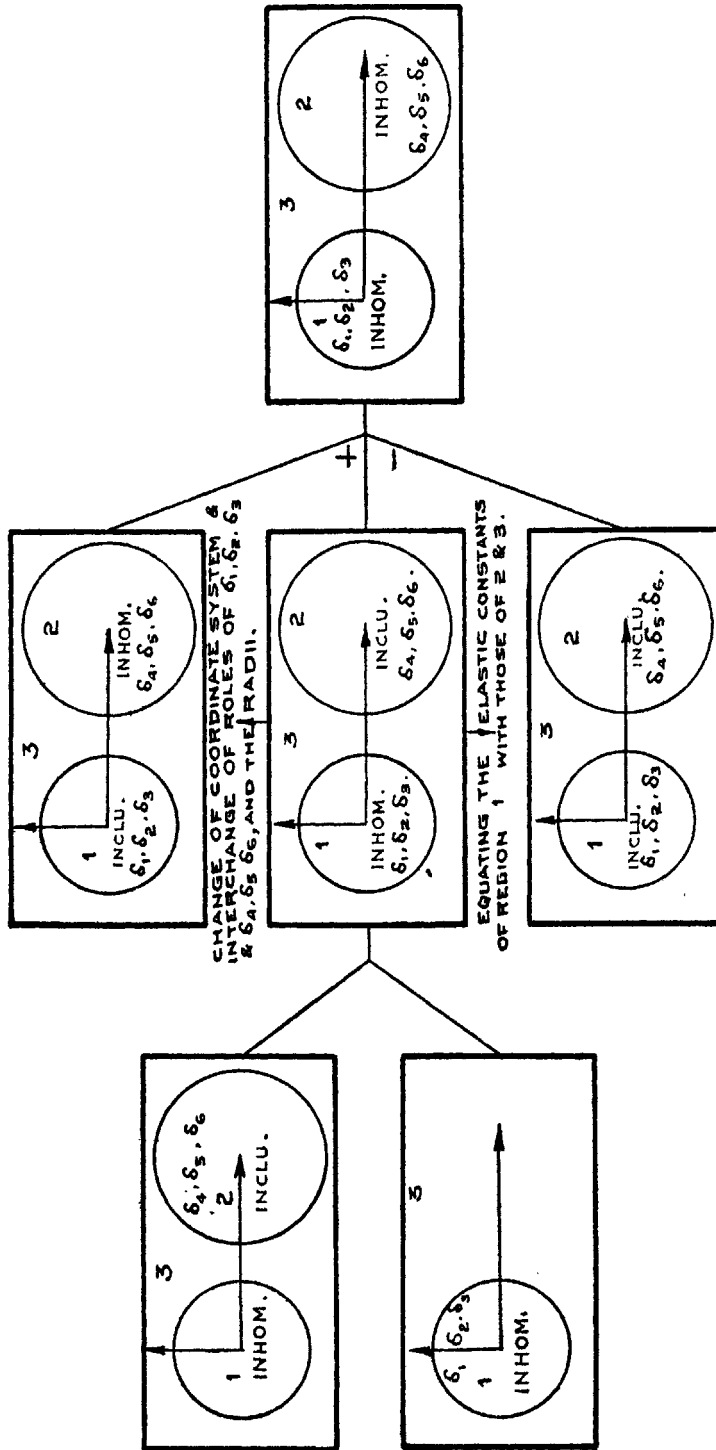 3
δ₁ δ₂.δ₃
1
INHOM.
3
δ₄, δ₅, δ₆
1 2
INHOM. INCLU.
3
1 2
INCLU. INCLU.
δ₁, δ₂, δ₃ δ₄, δ₅, δ₆.
EQUATING THE ELASTIC CONSTANTS
OF REGION 1 WITH THOSE OF 2 & 3.
3
1 2
INHOM. INCLU.
δ₁, δ₂, δ₃. δ₄, δ₅, δ₆.
CHANGE OF COORDINATE SYSTEM &
INTERCHANGE OF ROLES OF δ₁, δ₂, δ₃
& δ₄, δ₅ δ₆, AND THE RADII.
3
1 2
INCLU. INHOM.
δ₁, δ₂, δ₃ δ₄, δ₅, δ₆
- +
3
1 2
δ₁, δ₂, δ₃
INHOM. INHOM.
δ₄, δ₅, δ₆